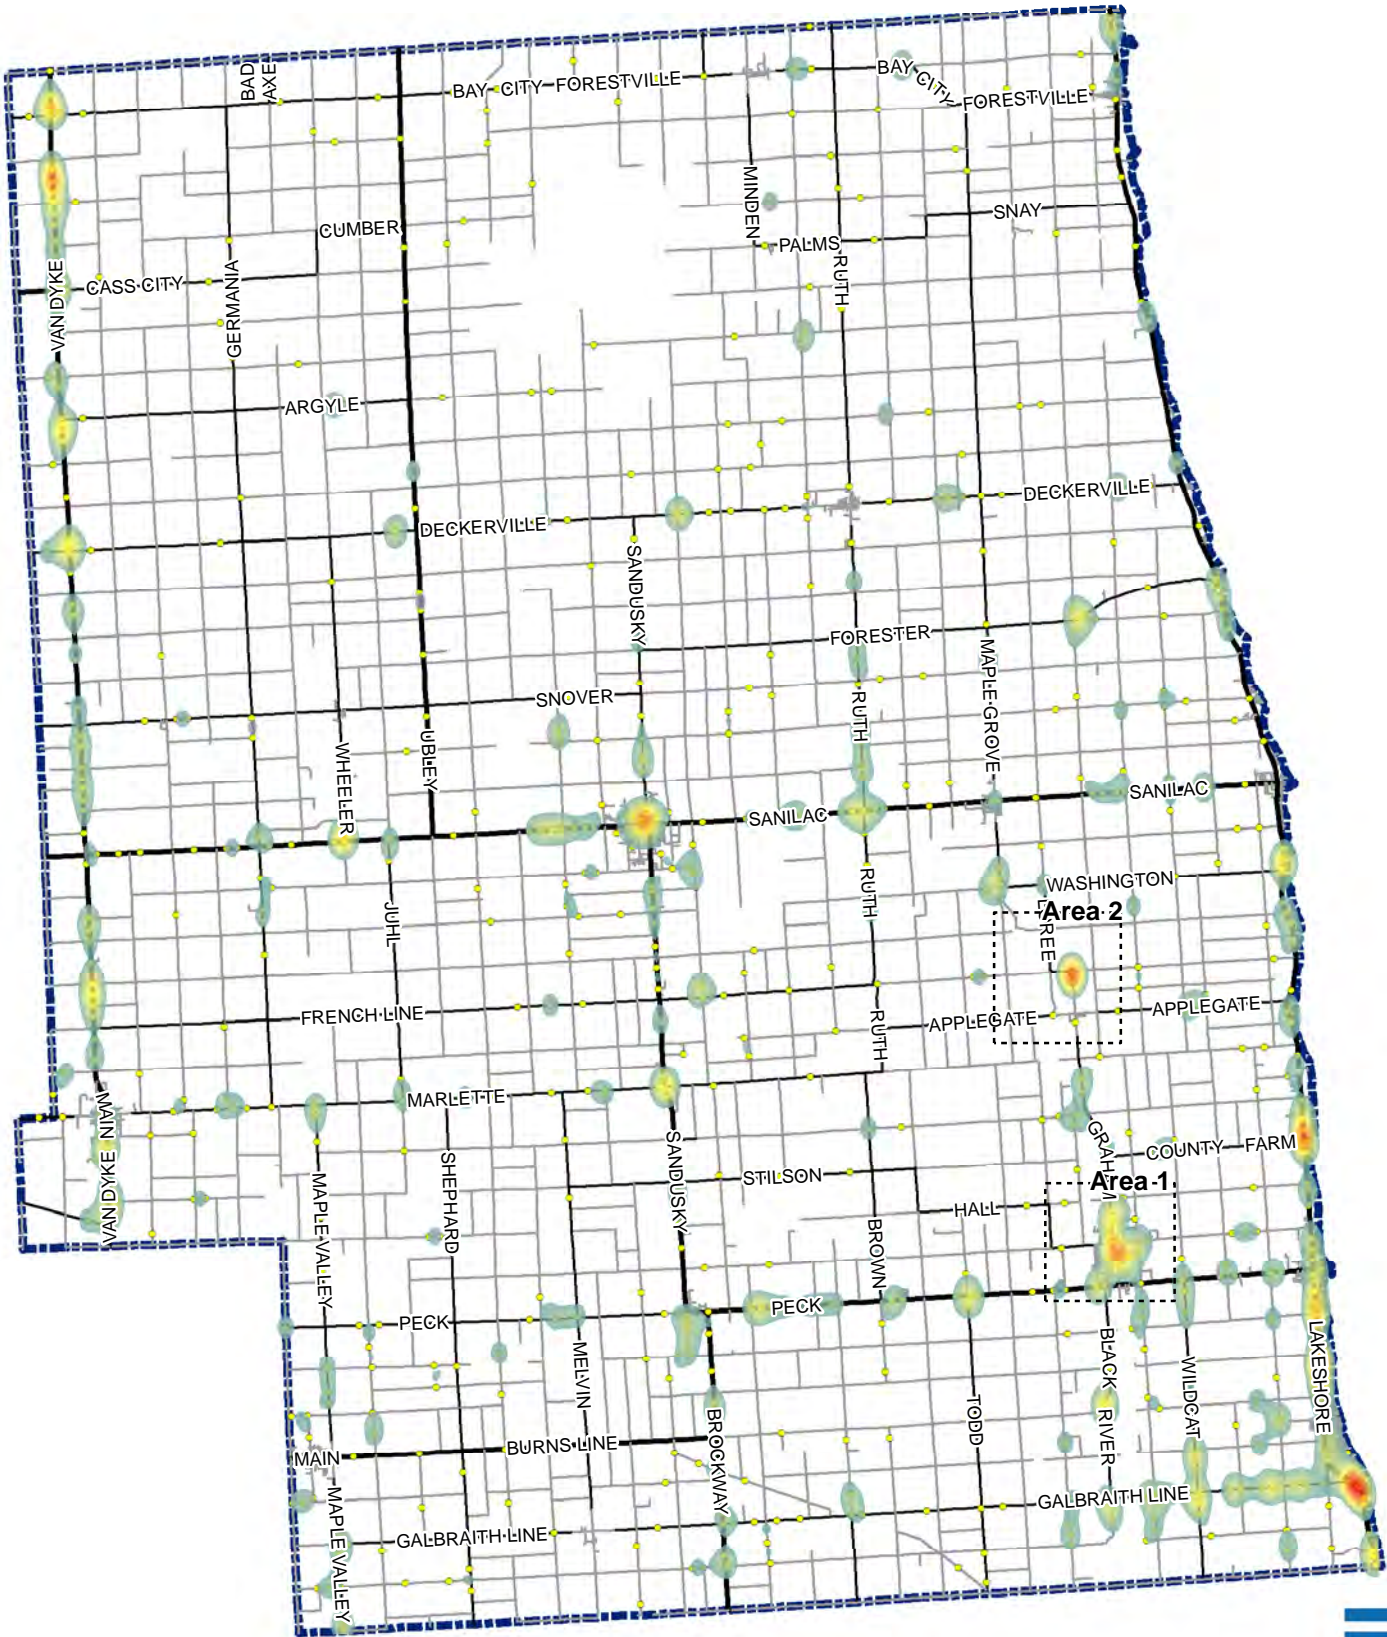 BAD
AXE
BAY CITY FORESTVILLE
BAY CITY FORESTVILLE
MINDEN
SNAY
CUMBER
PALMS
RUTH
CASS CITY
VAN DYKE
GERMANIA
ARGYLE
DECKERVILLE
DECKERVILLE
SANDUSKY
FORESTER
MAPLE GROVE
SNOVER
RUTH
UBLEY
WHEELER
SANILAC
SANILAC
RUTH
WASHINGTON
Area 2
JUHL
FRENCH LINE
APPLEGATE
APPLEGATE
RUTH
MARLETTE
MAIN
VAN DYKE
GRAHAM
COUNTY FARM
SANDUSKY
SHEPHARD
STILSON
Area 1
MAPLE VALLEY
HALL
BROWN
PECK
PECK
MELVIN
BLACK RIVER
WILDCAT
LAKESHORE
TODD
BROCKWAY
BURNS LINE
MAIN
MAPLE VALLEY
GALBRAITH LINE
GALBRAITH LINE